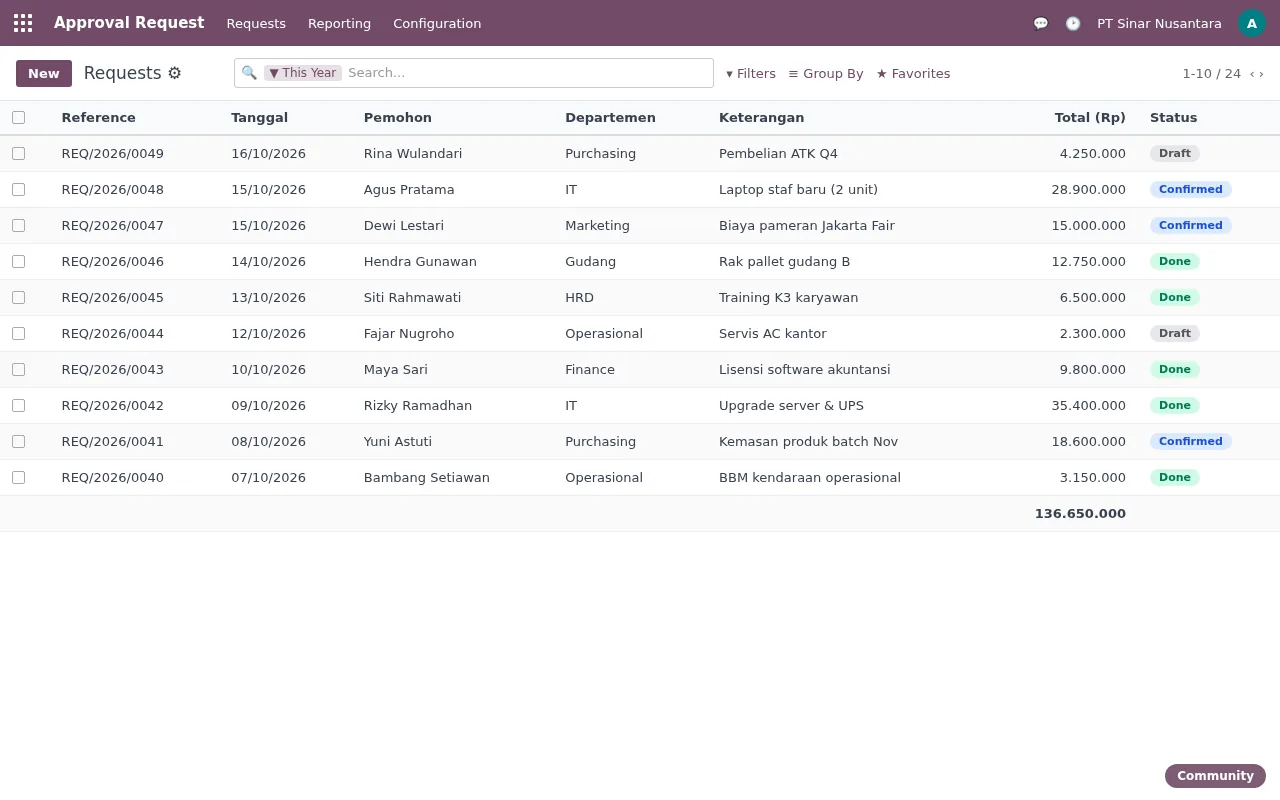 Approval Request Requests Reporting Configuration PT Sinar Nusantara A
New Requests This Year Search... Filters Group By Favorites 1-10 / 24
Reference Tanggal Pemohon Departemen Keterangan Total (Rp) Status
REQ/2026/0049 16/10/2026 Rina Wulandari Purchasing Pembelian ATK Q4 4.250.000 Draft
REQ/2026/0048 15/10/2026 Agus Pratama IT Laptop staf baru (2 unit) 28.900.000 Confirmed
REQ/2026/0047 15/10/2026 Dewi Lestari Marketing Biaya pameran Jakarta Fair 15.000.000 Confirmed
REQ/2026/0046 14/10/2026 Hendra Gunawan Gudang Rak pallet gudang B 12.750.000 Done
REQ/2026/0045 13/10/2026 Siti Rahmawati HRD Training K3 karyawan 6.500.000 Done
REQ/2026/0044 12/10/2026 Fajar Nugroho Operasional Servis AC kantor 2.300.000 Draft
REQ/2026/0043 10/10/2026 Maya Sari Finance Lisensi software akuntansi 9.800.000 Done
REQ/2026/0042 09/10/2026 Rizky Ramadhan IT Upgrade server & UPS 35.400.000 Done
REQ/2026/0041 08/10/2026 Yuni Astuti Purchasing Kemasan produk batch Nov 18.600.000 Confirmed
REQ/2026/0040 07/10/2026 Bambang Setiawan Operasional BBM kendaraan operasional 3.150.000 Done
136.650.000
Community